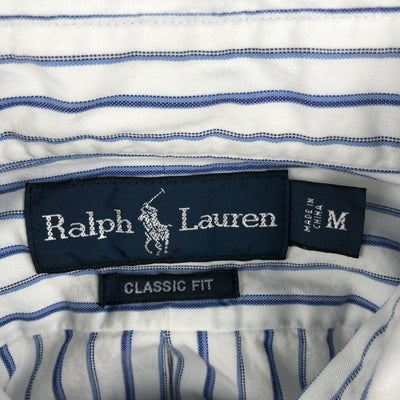 Ralph Lauren
MADE IN
CHINA
M
CLASSIC FIT